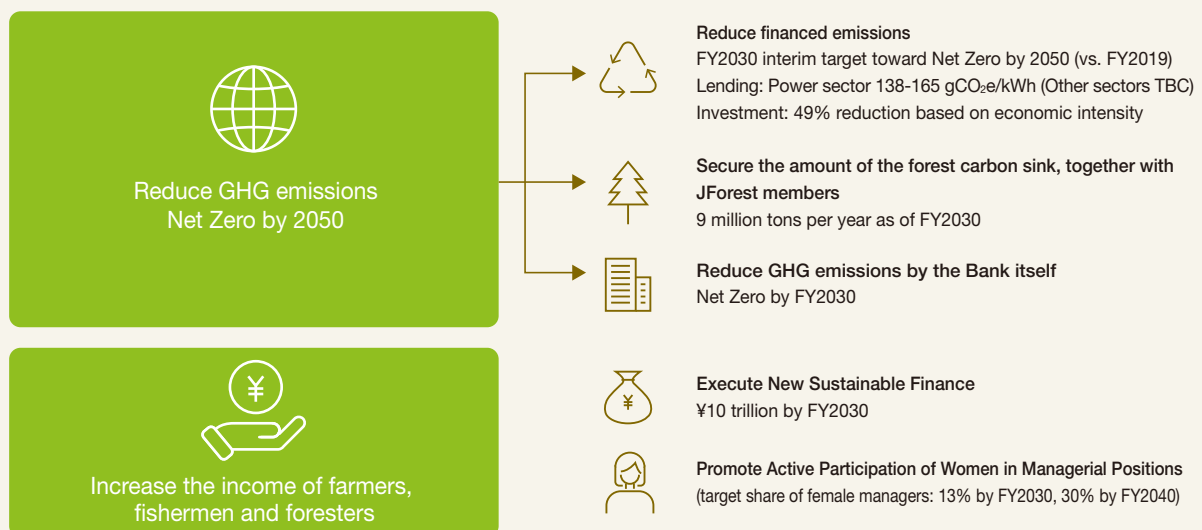 Reduce GHG emissions
Net Zero by 2050
Reduce financed emissions
FY2030 interim target toward Net Zero by 2050 (vs. FY2019)
Lending: Power sector 138-165 gCO₂e/kWh (Other sectors TBC)
Investment: 49% reduction based on economic intensity
Secure the amount of the forest carbon sink, together with
JForest members
9 million tons per year as of FY2030
Reduce GHG emissions by the Bank itself
Net Zero by FY2030
¥
Increase the income of farmers,
fishermen and foresters
¥
Execute New Sustainable Finance
¥10 trillion by FY2030
Promote Active Participation of Women in Managerial Positions
(target share of female managers: 13% by FY2030, 30% by FY2040)